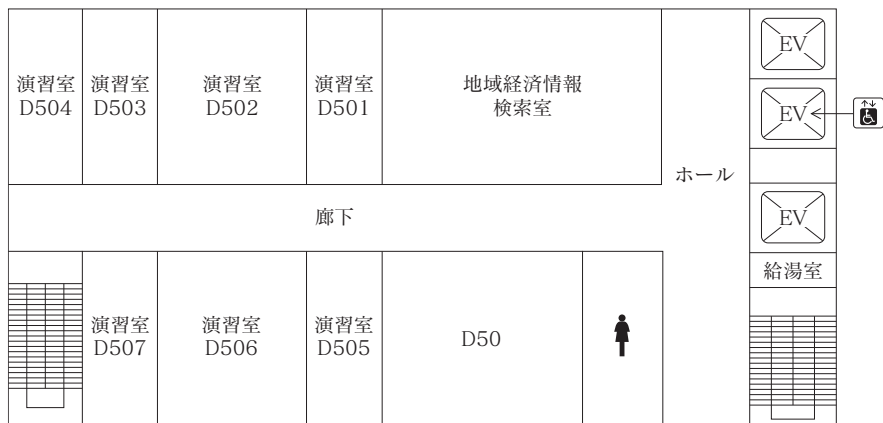 演習室
D504
演習室
D503
演習室
D502
演習室
D501
地域経済情報
検索室
EV
EV
ホール
廊下
EV
給湯室
演習室
D507
演習室
D506
演習室
D505
D50